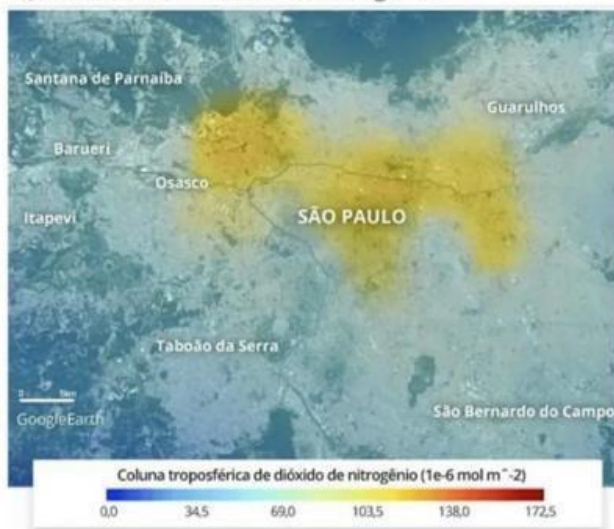 Santana de Parnaíba
Guarulhos
Barueri
Osasco
Itapevi
SÃO PAULO
Taboão da Serra
São Bernardo do Campo
GoogleEarth
Coluna troposférica de dióxido de nitrogênio (1e-6 mol m^-2)
0,0 34,5 69,0 103,5 138,0 172,5